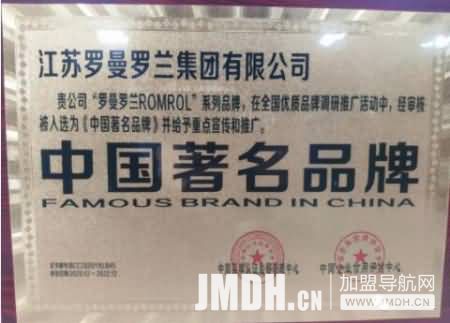 江苏罗曼罗兰集团有限公司
贵公司"罗曼罗兰ROMROL"系列品牌,在全国优质品牌调研推广活动中,经审核
被入选为《中国著名品牌》并给予重点宣传和推广。
中国著名品牌
FAMOUS BRAND IN CHINA
JMDH.CN
加盟导航网
WWW.JMDH.CN